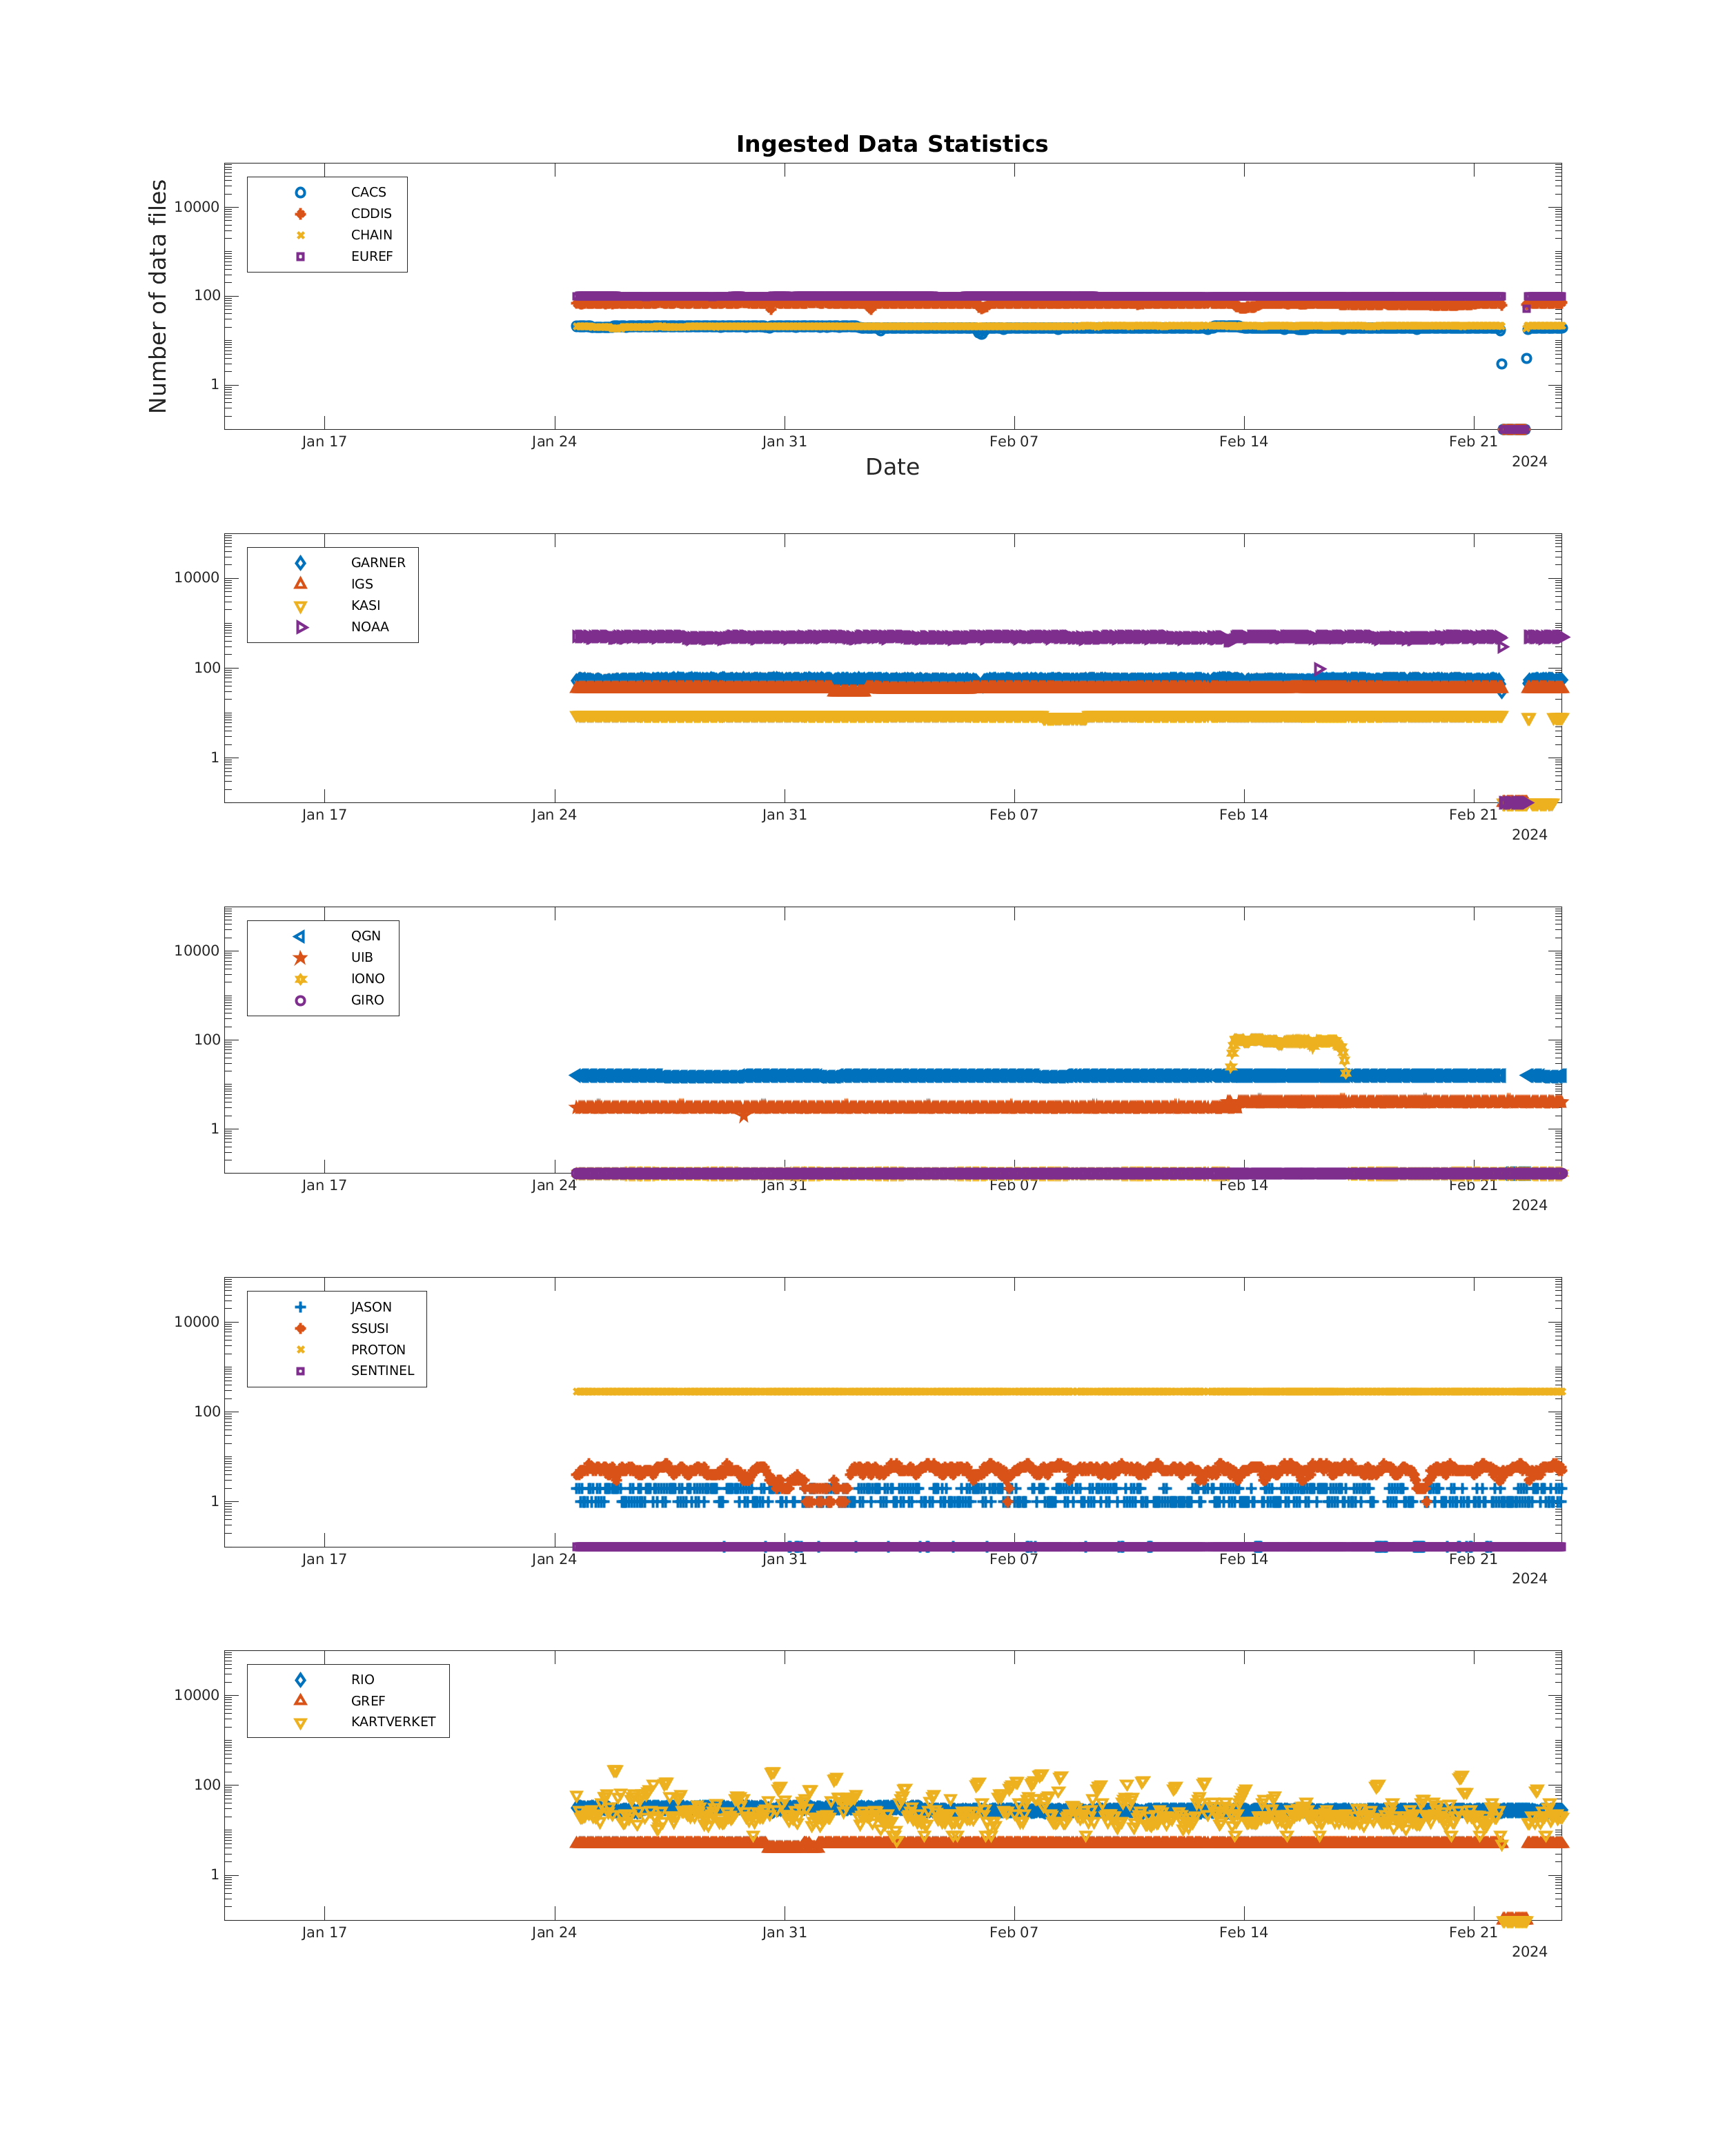 Ingested Data Statistics
Number of data files
10000
100
1
CACS
CDDIS
CHAIN
EUREF
Jan 17 Jan 24 Jan 31 Feb 07 Feb 14 Feb 21
2024
Date
10000
100
1
GARNER
IGS
KASI
NOAA
Jan 17 Jan 24 Jan 31 Feb 07 Feb 14 Feb 21
2024
10000
100
1
QGN
UIB
IONO
GIRO
Jan 17 Jan 24 Jan 31 Feb 07 Feb 14 Feb 21
2024
10000
100
1
JASON
SSUSI
PROTON
SENTINEL
Jan 17 Jan 24 Jan 31 Feb 07 Feb 14 Feb 21
2024
10000
100
1
RIO
GREF
KARTVERKET
Jan 17 Jan 24 Jan 31 Feb 07 Feb 14 Feb 21
2024